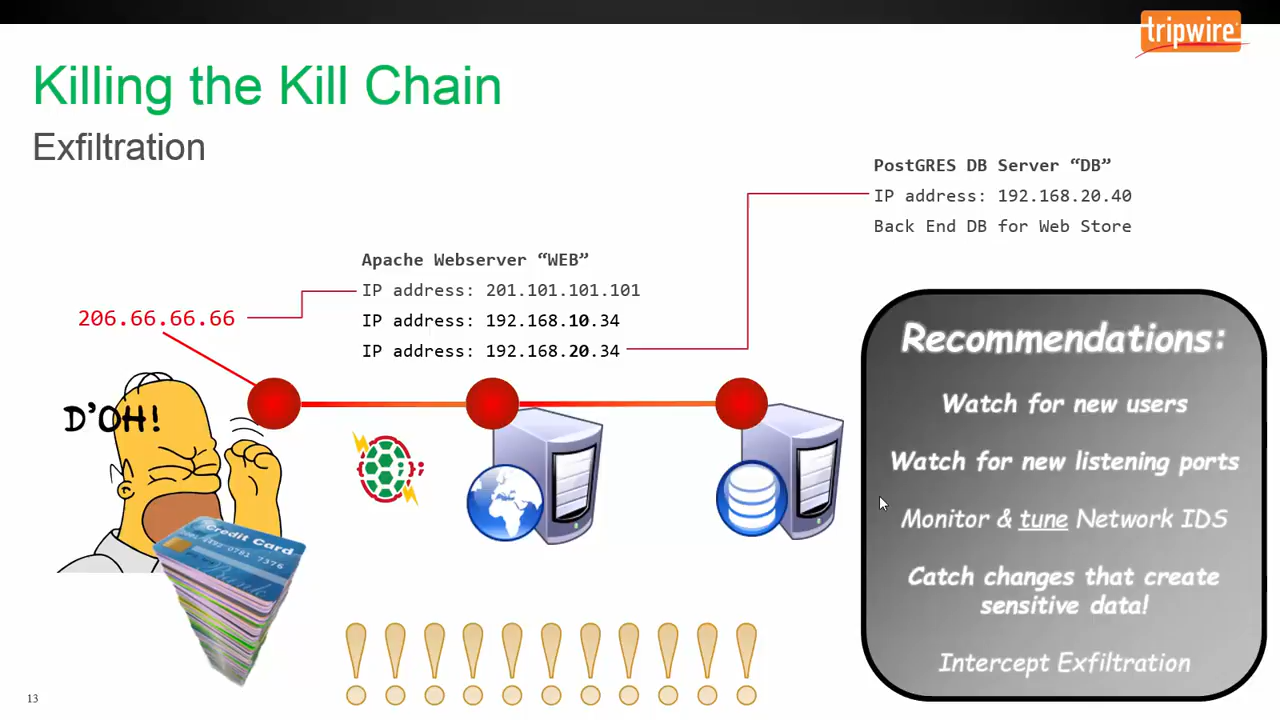 tripwire
Killing the Kill Chain
Exfiltration
PostGRES DB Server “DB”
IP address: 192.168.20.40
Back End DB for Web Store
Apache Webserver “WEB”
IP address: 201.101.101.101
IP address: 192.168.10.34
IP address: 192.168.20.34
206.66.66.66
D’OH!
Credit Card
0781 7376
Bank
Recommendations:
Watch for new users
Watch for new listening ports
Monitor & tune Network IDS
Catch changes that create
sensitive data!
Intercept Exfiltration
! ! ! ! ! ! ! ! ! ! !
13